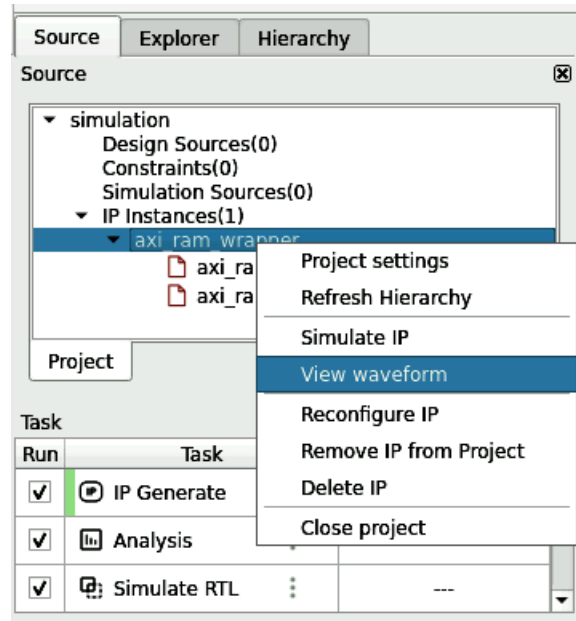 Source Explorer Hierarchy
Source
simulation
Design Sources(0)
Constraints(0)
Simulation Sources(0)
IP Instances(1)
axi_ram_wrapper
axi_ra
axi_ra
Project
Project settings
Refresh Hierarchy
Simulate IP
View waveform
Reconfigure IP
Remove IP from Project
Delete IP
Close project
Task
Run Task
IP Generate
Analysis
Simulate RTL ---